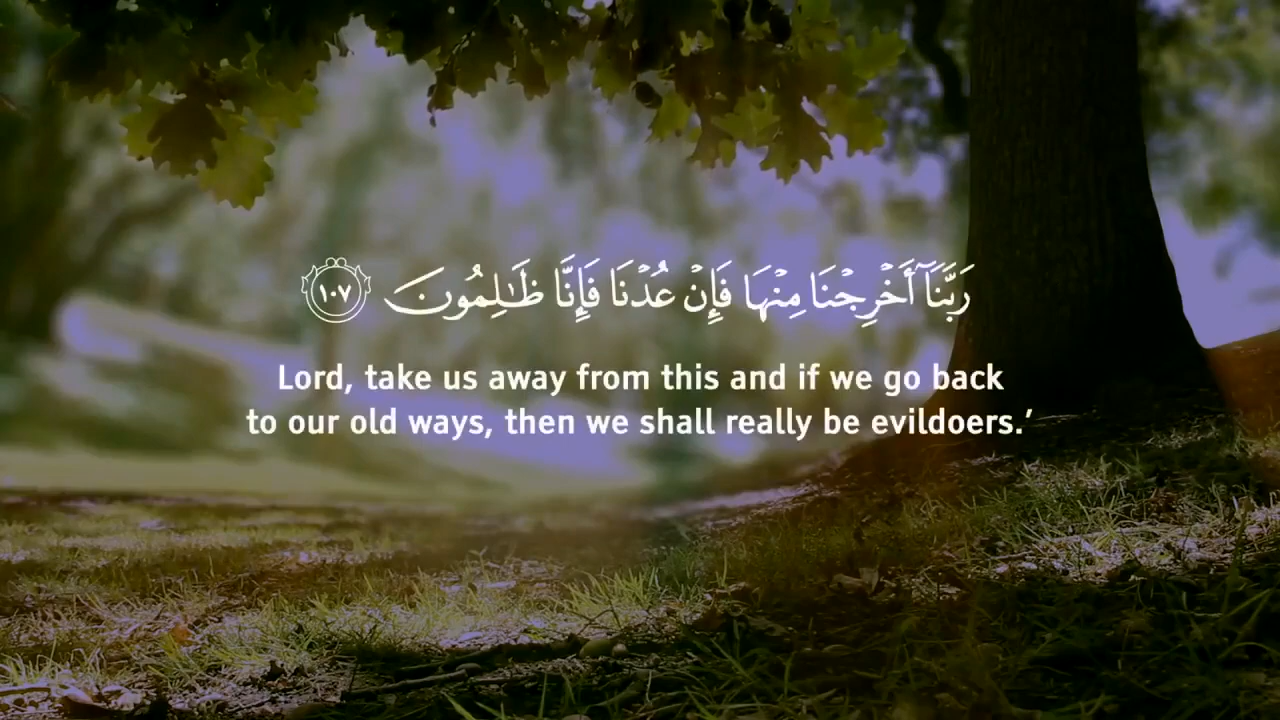 رَبَّنَآ أَخْرِجْنَا مِنْهَا فَإِنْ عُدْنَا فَإِنَّا ظَـٰلِمُونَ ١٠٧
Lord, take us away from this and if we go back
to our old ways, then we shall really be evildoers.’